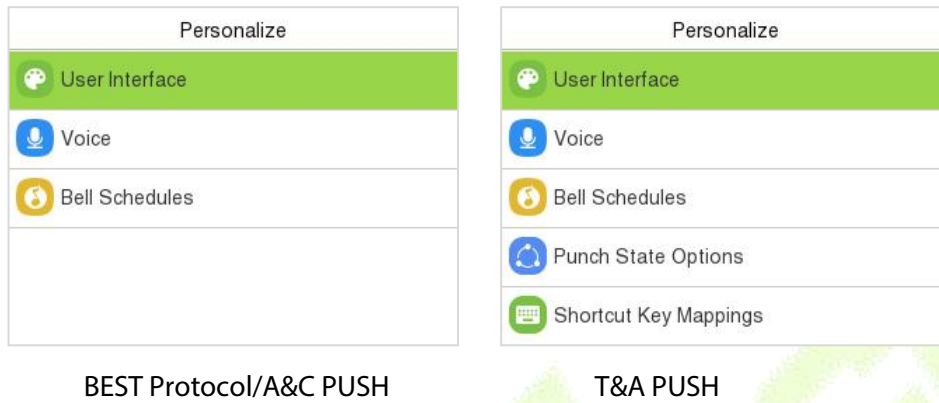 Personalize
User Interface
Voice
Bell Schedules
BEST Protocol/A&C PUSH
Personalize
User Interface
Voice
Bell Schedules
Punch State Options
Shortcut Key Mappings
T&A PUSH